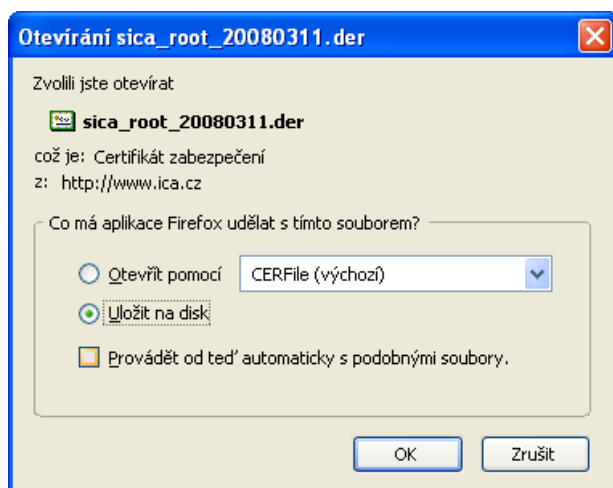 Otevírání sica_root_20080311.der
Zvolili jste otevírat
sica_root_20080311.der
což je: Certifikát zabezpečení
z: http://www.ica.cz
Co má aplikace Firefox udělat s tímto souborem?
Otevřít pomocí CERFile (výchozí)
Uložit na disk
Provádět od teď automaticky s podobnými soubory.
OK Zrušit